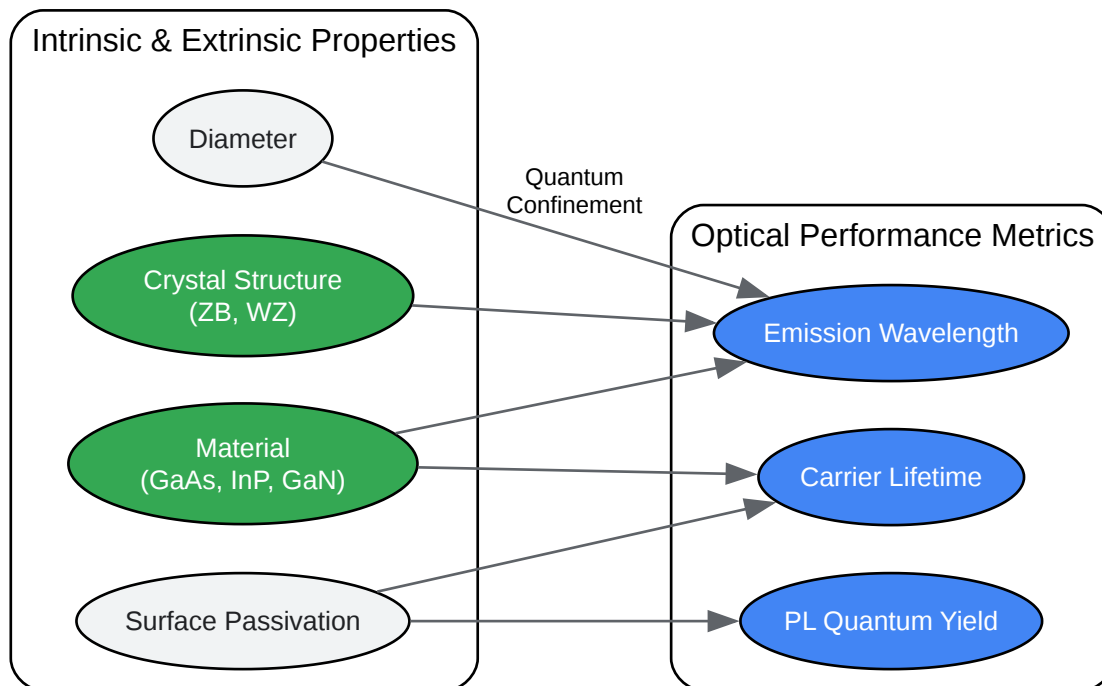 Intrinsic & Extrinsic Properties
Diameter
Quantum
Confinement
Optical Performance Metrics
Crystal Structure
(ZB, WZ)
Emission Wavelength
Material
(GaAs, InP, GaN)
Carrier Lifetime
Surface Passivation
PL Quantum Yield